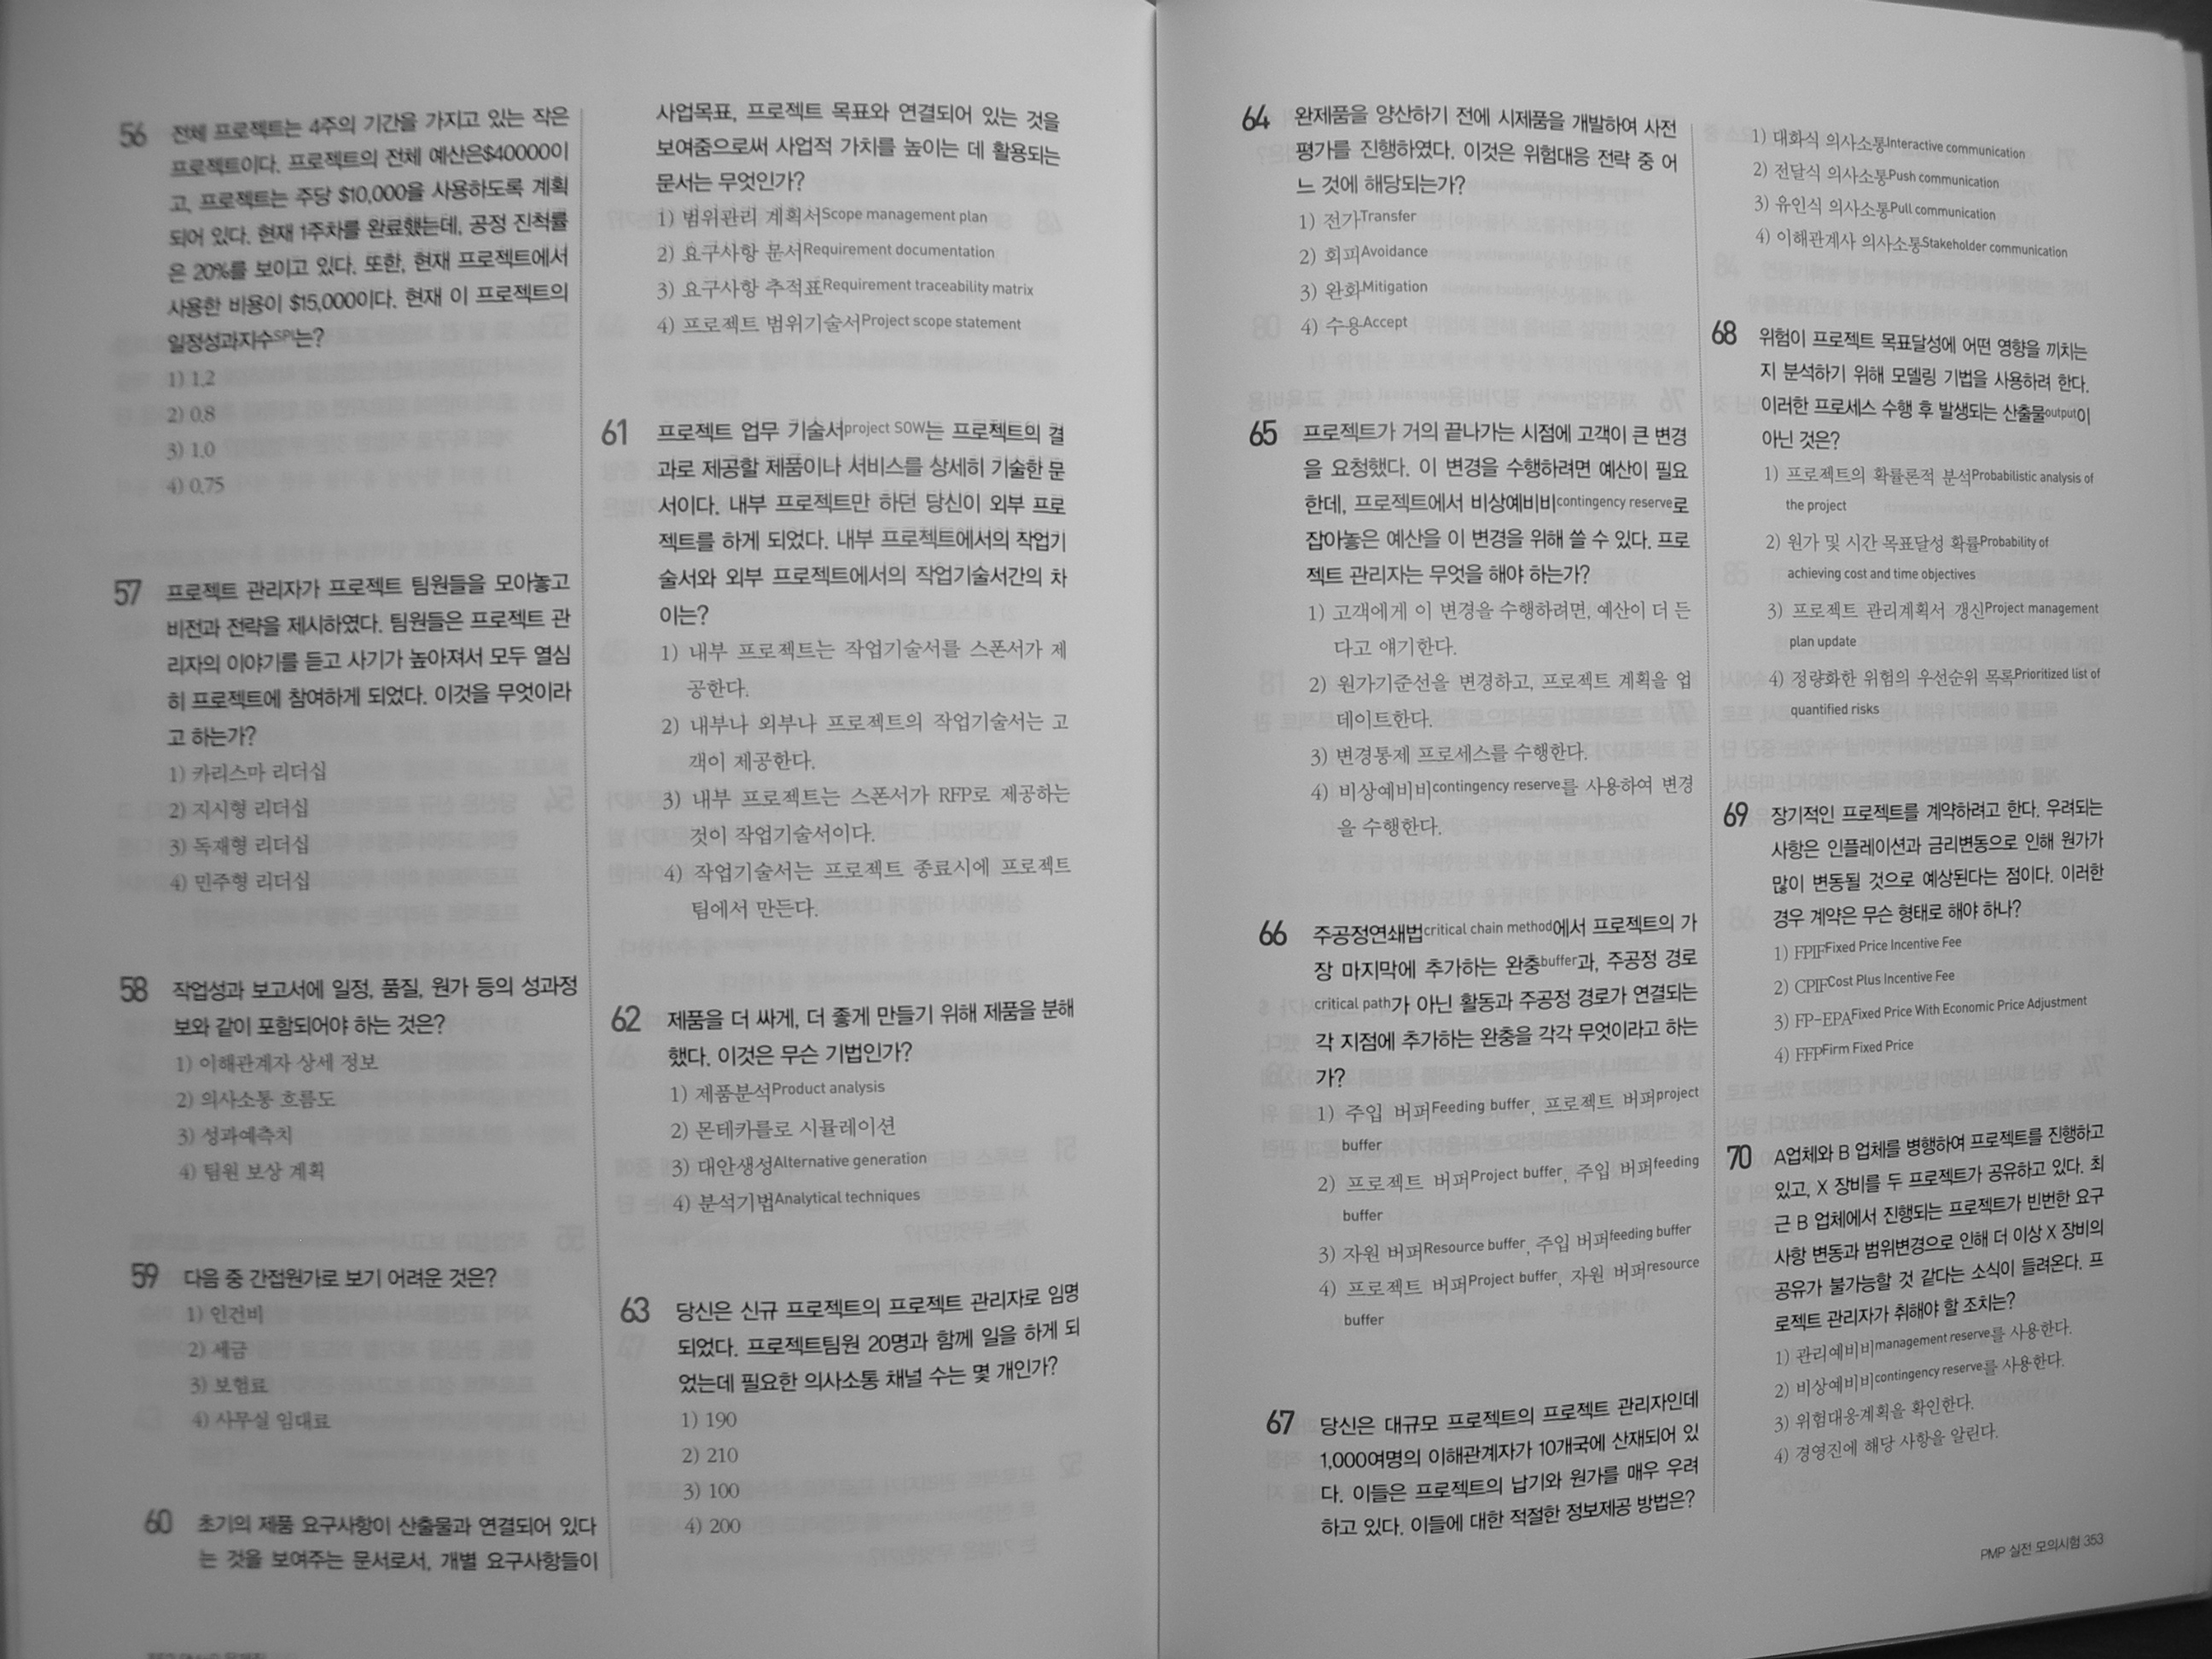 56 전체 프로젝트는 4주의 기간을 가지고 있는 작은
프로젝트이다. 프로젝트의 전체 예산은$40000이
고, 프로젝트는 주당 $10,000을 사용하도록 계획
되어 있다. 현재 1주차를 완료했는데, 공정 진척률
은 20%를 보이고 있다. 또한, 현재 프로젝트에서
사용한 비용이 $15,000이다. 현재 이 프로젝트의
일정성과지수SPI는?
1) 1.2
2) 0.8
3) 1.0
4) 0.75
57 프로젝트 관리자가 프로젝트 팀원들을 모아놓고
비전과 전략을 제시하였다. 팀원들은 프로젝트 관
리자의 이야기를 듣고 사기가 높아져서 모두 열심
히 프로젝트에 참여하게 되었다. 이것을 무엇이라
고 하는가?
1) 카리스마 리더십
2) 지시형 리더십
3) 독재형 리더십
4) 민주형 리더십
58 작업성과 보고서에 일정, 품질, 원가 등의 성과정
보와 같이 포함되어야 하는 것은?
1) 이해관계자 상세 정보
2) 의사소통 흐름도
3) 성과예측치
4) 팀원 보상 계획
59 다음 중 간접원가로 보기 어려운 것은?
1) 인건비
2) 세금
3) 보험료
4) 사무실 임대료
60 초기의 제품 요구사항이 산출물과 연결되어 있다
는 것을 보여주는 문서로서, 개별 요구사항들이
사업목표, 프로젝트 목표와 연결되어 있는 것을
보여줌으로써 사업적 가치를 높이는 데 활용되는
문서는 무엇인가?
1) 범위관리 계획서Scope management plan
2) 요구사항 문서Requirement documentation
3) 요구사항 추적표Requirement traceability matrix
4) 프로젝트 범위기술서Project scope statement
61 프로젝트 업무 기술서project SOW는 프로젝트의 결
과로 제공할 제품이나 서비스를 상세히 기술한 문
서이다. 내부 프로젝트만 하던 당신이 외부 프로
젝트를 하게 되었다. 내부 프로젝트에서의 작업기
술서와 외부 프로젝트에서의 작업기술서간의 차
이는?
1) 내부 프로젝트는 작업기술서를 스폰서가 제
공한다.
2) 내부나 외부나 프로젝트의 작업기술서는 고
객이 제공한다.
3) 내부 프로젝트는 스폰서가 RFP로 제공하는
것이 작업기술서이다.
4) 작업기술서는 프로젝트 종료시에 프로젝트
팀에서 만든다.
62 제품을 더 싸게, 더 좋게 만들기 위해 제품을 분해
했다. 이것은 무슨 기법인가?
1) 제품분석Product analysis
2) 몬테카를로 시뮬레이션
3) 대안생성Alternative generation
4) 분석기법Analytical techniques
63 당신은 신규 프로젝트의 프로젝트 관리자로 임명
되었다. 프로젝트팀원 20명과 함께 일을 하게 되
었는데 필요한 의사소통 채널 수는 몇 개인가?
1) 190
2) 210
3) 100
4) 200
64 완제품을 양산하기 전에 시제품을 개발하여 사전
평가를 진행하였다. 이것은 위험대응 전략 중 어
느 것에 해당되는가?
1) 전가Transfer
2) 회피Avoidance
3) 완화Mitigation
4) 수용Accept
65 프로젝트가 거의 끝나가는 시점에 고객이 큰 변경
을 요청했다. 이 변경을 수행하려면 예산이 필요
한데, 프로젝트에서 비상예비비contingency reserve로
잡아놓은 예산을 이 변경을 위해 쓸 수 있다. 프로
젝트 관리자는 무엇을 해야 하는가?
1) 고객에게 이 변경을 수행하려면, 예산이 더 든
다고 얘기한다.
2) 원가기준선을 변경하고, 프로젝트 계획을 업
데이트한다.
3) 변경통제 프로세스를 수행한다.
4) 비상예비비contingency reserve를 사용하여 변경
을 수행한다.
66 주공정연쇄법critical chain method에서 프로젝트의 가
장 마지막에 추가하는 완충buffer과, 주공정 경로
critical path가 아닌 활동과 주공정 경로가 연결되는
각 지점에 추가하는 완충을 각각 무엇이라고 하는
가?
1) 주입 버퍼Feeding buffer, 프로젝트 버퍼project
buffer
2) 프로젝트 버퍼Project buffer, 주입 버퍼feeding
buffer
3) 자원 버퍼Resource buffer, 주입 버퍼feeding buffer
4) 프로젝트 버퍼Project buffer, 자원 버퍼resource
buffer
67 당신은 대규모 프로젝트의 프로젝트 관리자인데
1,000여명의 이해관계자가 10개국에 산재되어 있
다. 이들은 프로젝트의 납기와 원가를 매우 우려
하고 있다. 이들에 대한 적절한 정보제공 방법은?
1) 대화식 의사소통Interactive communication
2) 전달식 의사소통Push communication
3) 유인식 의사소통Pull communication
4) 이해관계사 의사소통Stakeholder communication
68 위험이 프로젝트 목표달성에 어떤 영향을 끼치는
지 분석하기 위해 모델링 기법을 사용하려 한다.
이러한 프로세스 수행 후 발생되는 산출물output이
아닌 것은?
1) 프로젝트의 확률론적 분석Probabilistic analysis of
the project
2) 원가 및 시간 목표달성 확률Probability of
achieving cost and time objectives
3) 프로젝트 관리계획서 갱신Project management
plan update
4) 정량화한 위험의 우선순위 목록Prioritized list of
quantified risks
69 장기적인 프로젝트를 계약하려고 한다. 우려되는
사항은 인플레이션과 금리변동으로 인해 원가가
많이 변동될 것으로 예상된다는 점이다. 이러한
경우 계약은 무슨 형태로 해야 하나?
1) FPIFFixed Price Incentive Fee
2) CPIFCost Plus Incentive Fee
3) FP-EPAFixed Price With Economic Price Adjustment
4) FFPFirm Fixed Price
70 A업체와 B 업체를 병행하여 프로젝트를 진행하고
있고, X 장비를 두 프로젝트가 공유하고 있다. 최
근 B 업체에서 진행되는 프로젝트가 빈번한 요구
사항 변동과 범위변경으로 인해 더 이상 X 장비의
공유가 불가능할 것 같다는 소식이 들려온다. 프
로젝트 관리자가 취해야 할 조치는?
1) 관리예비비management reserve를 사용한다.
2) 비상예비비contingency reserve를 사용한다.
3) 위험대응계획을 확인한다.
4) 경영진에 해당 사항을 알린다.
PMP 실전 모의시험 353